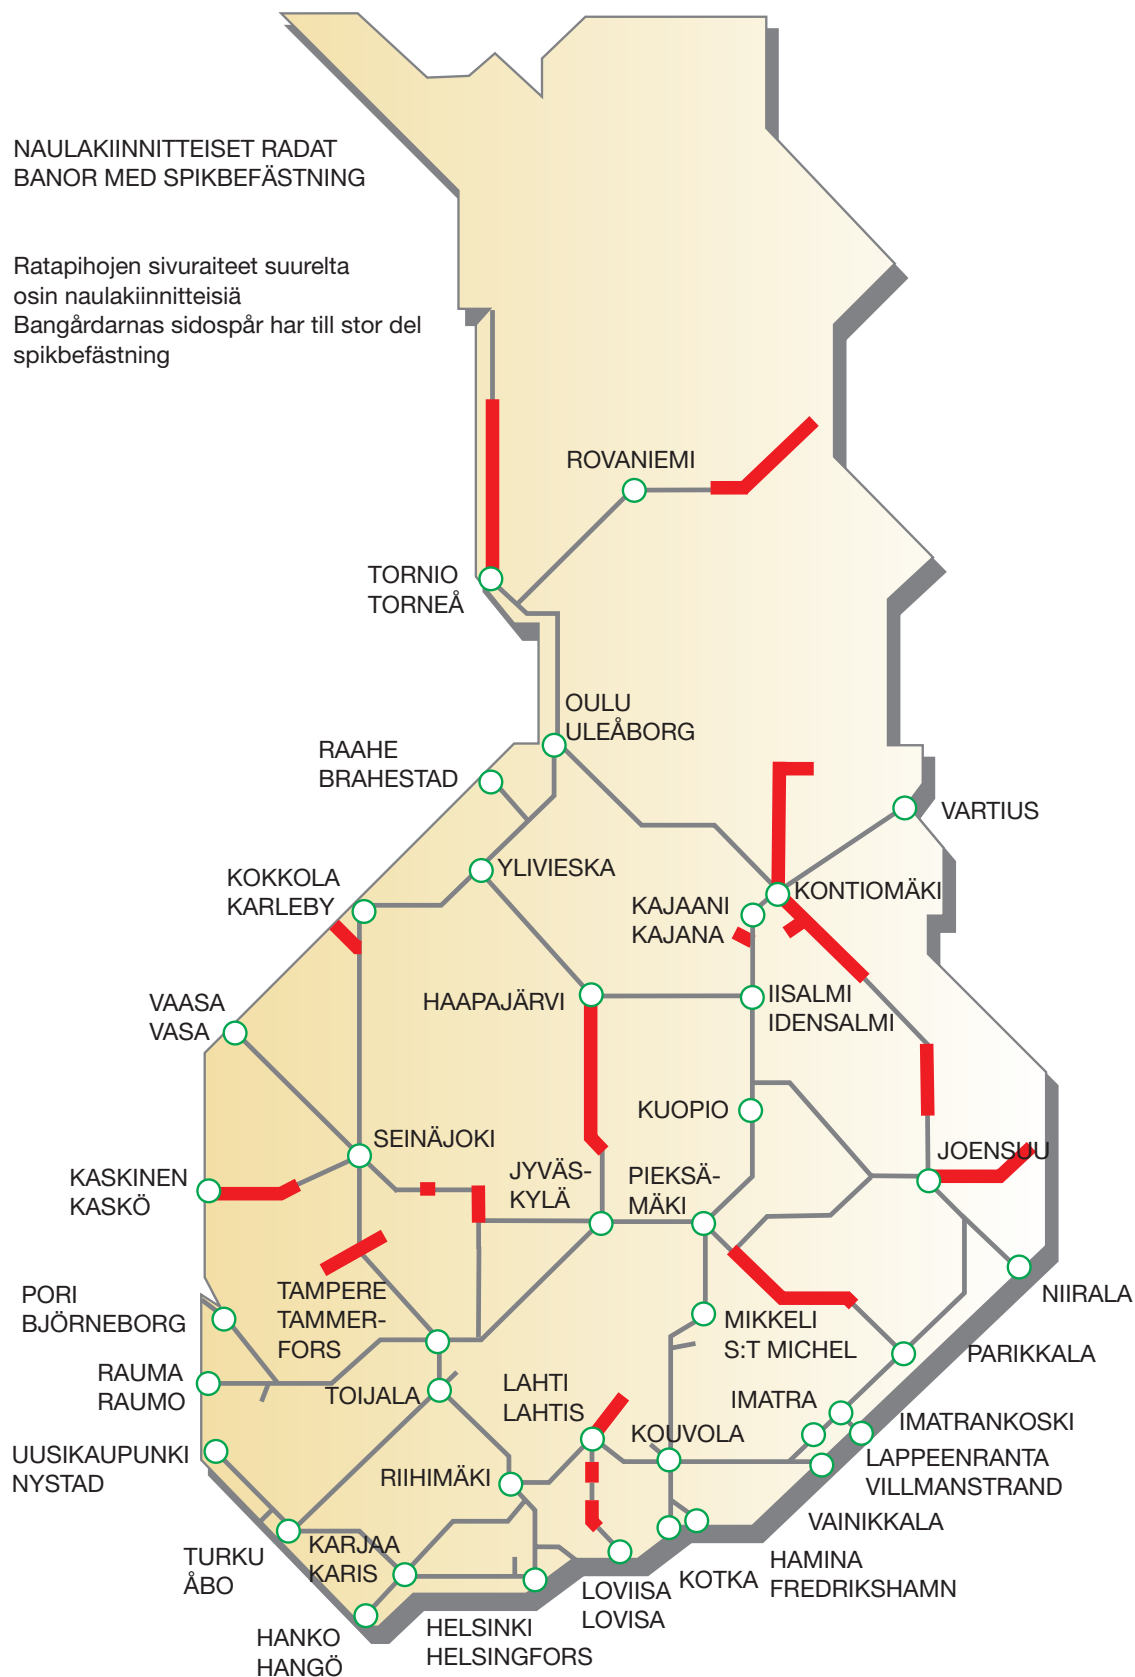 NAULAKIINNITTEISET RADAT
BANOR MED SPIKBEFÄSTNING
Ratapihojen sivuraiteet suurelta
osin naulakiinnitteisiä
Bangårdarnas sidospår har till stor del
spikbefästning
ROVANIEMI
TORNIO
TORNEÅ
OULU
ULEÅBORG
RAAHE
BRAHESTAD
VARTIUS
YLIVIESKA
KOKKOLA
KARLEBY
KONTIOMÄKI
KAJAANI
KAJANA
VAASA
VASA
HAAPAJÄRVI
IISALMI
IDENSALMI
KUOPIO
SEINÄJOKI
JOENSUU
KASKINEN
KASKÖ
JYVÄS-
KYLÄ
PIEKSÄ-
MÄKI
PORI
BJÖRNEBORG
TAMPERE
TAMMER-
FORS
NIIRALA
MIKKELI
S:T MICHEL
PARIKKALA
RAUMA
RAUMO
TOIJALA
LAHTI
LAHTIS
IMATRA
IMATRANKOSKI
KOUVOLA
UUSIKAUPUNKI
NYSTAD
RIIHIMÄKI
LAPPEENRANTA
VILLMANSTRAND
VAINIKKALA
TURKU
ÅBO
KARJAA
KARIS
HAMINA
FREDRIKSHAMN
KOTKA
LOVIISA
LOVISA
HELSINKI
HELSINGFORS
HANKO
HANGÖ